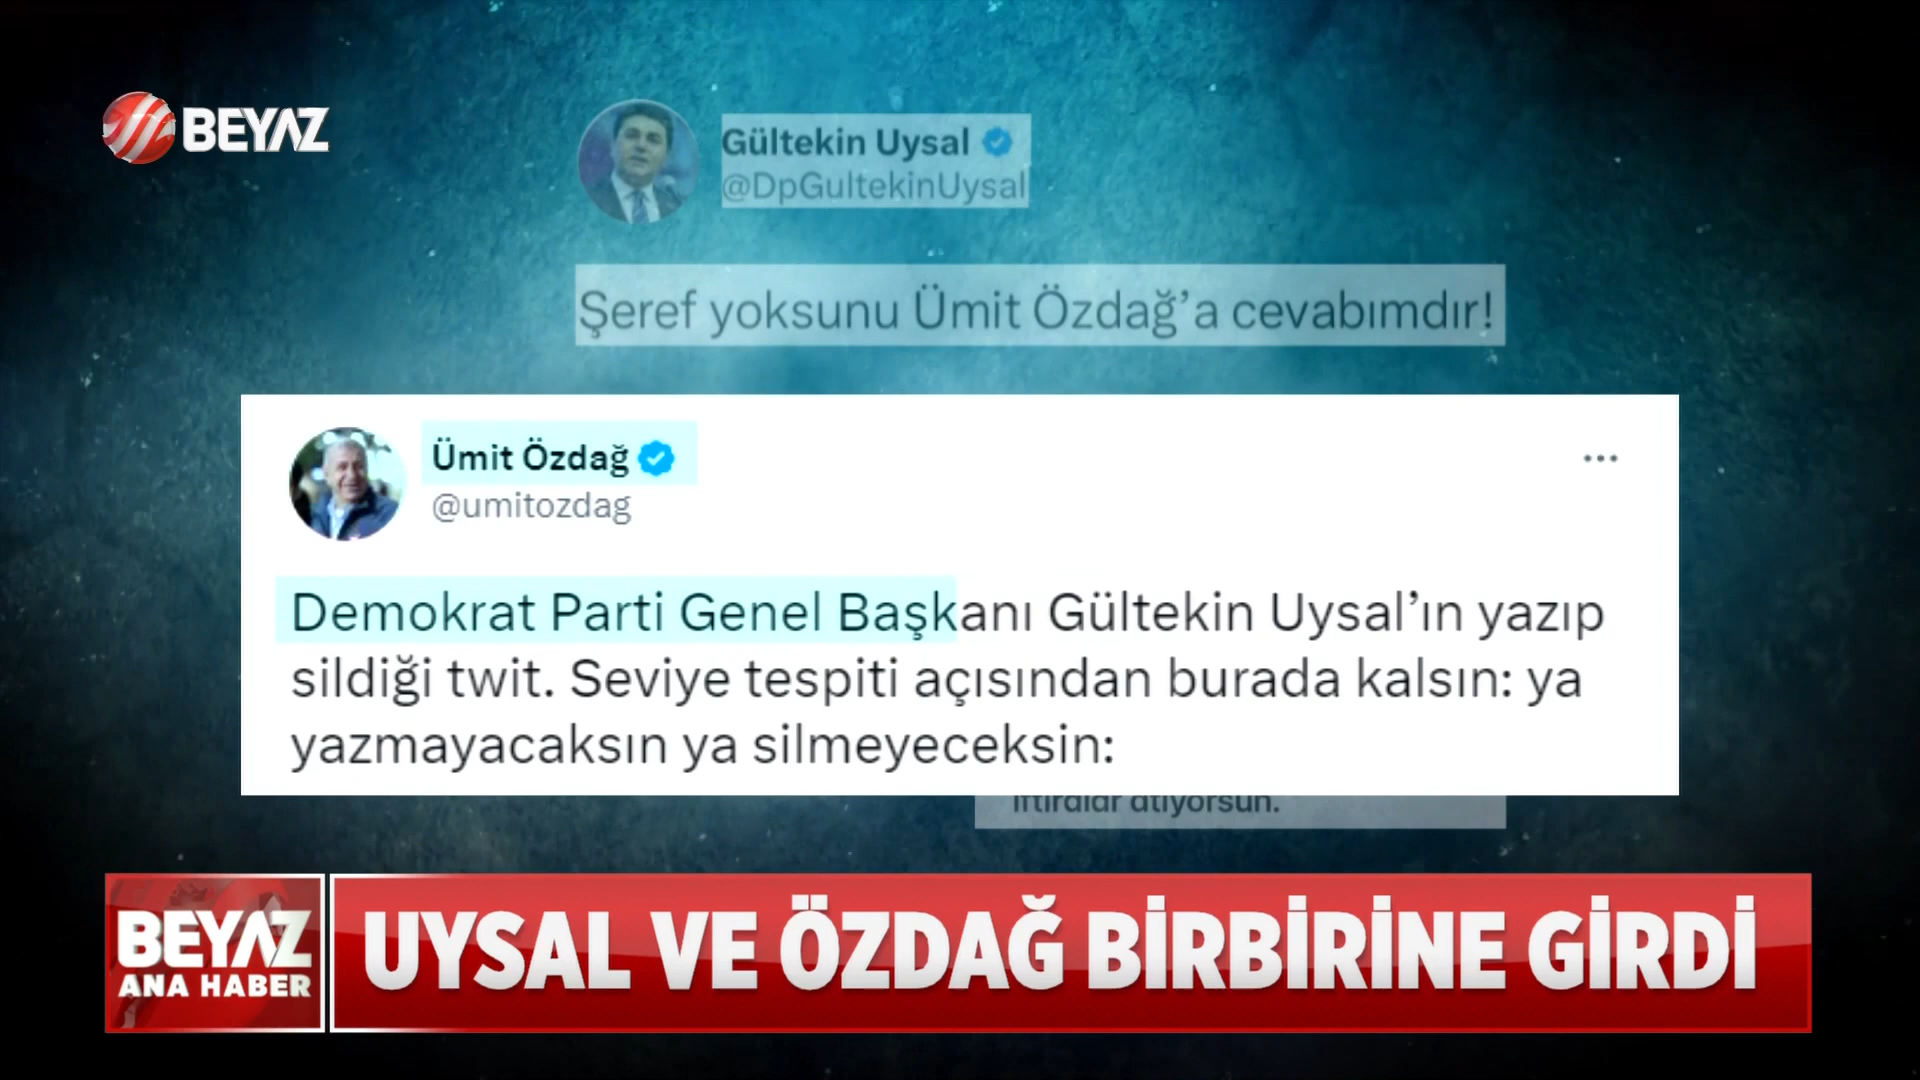 BEYAZ
Gültekin Uysal
@DpGultekinUysal
Şeref yoksunu Ümit Özdağ’a cevabımdır!
Ümit Özdağ
@umitozdag
Demokrat Parti Genel Başkanı Gültekin Uysal’ın yazıp
sildiği twit. Seviye tespiti açısından burada kalsın: ya
yazmayacaksın ya silmeyeceksin:
iftiralar atıyorsun.
BEYAZ
ANA HABER
UYSAL VE ÖZDAĞ BİRBİRİNE GİRDİ